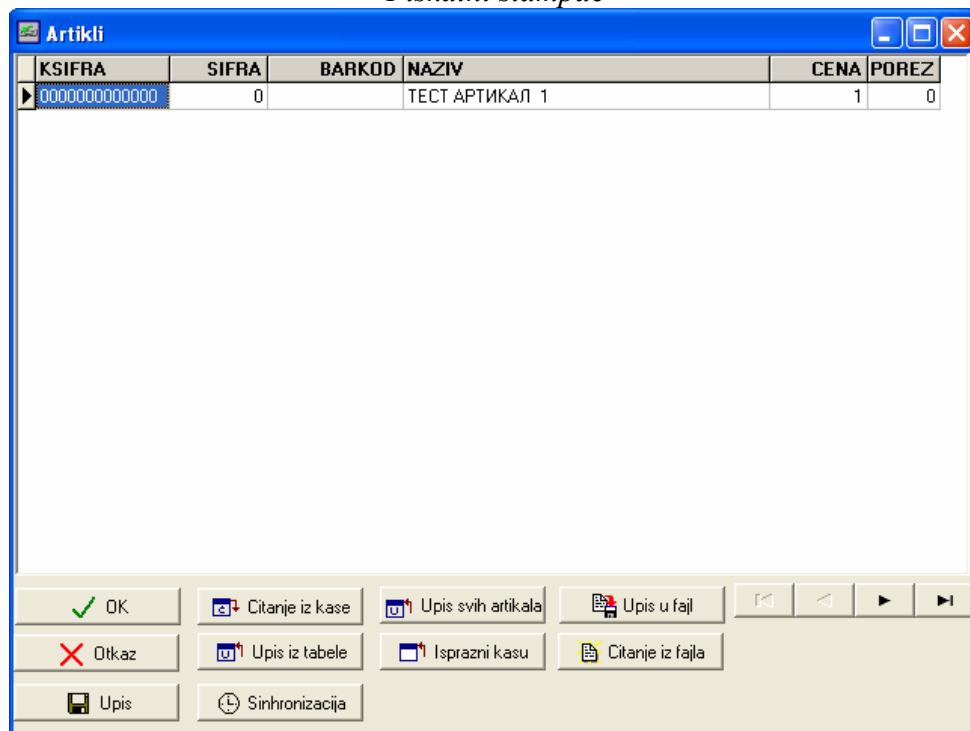 Artikli
KSIFRA SIFRA BARKOD NAZIV CENA POREZ
0000000000000 0 ТЕСТ АРТИКАЛ 1 1 0
OK Citanje iz kase Upis svih artikala Upis u fajl
Otkaz Upis iz tabele Isprazni kasu Citanje iz fajla
Upis Sinhronizacija